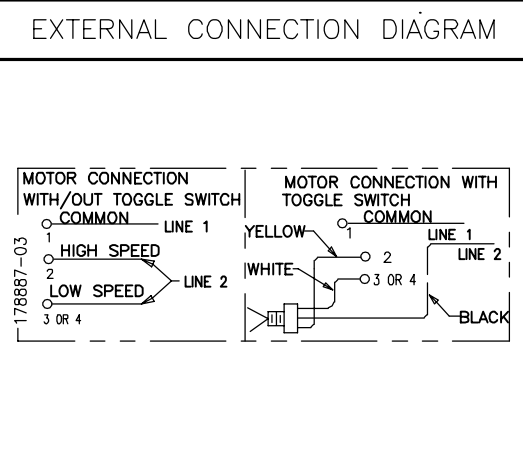 EXTERNAL CONNECTION DIAGRAM
MOTOR CONNECTION
WITH/OUT TOGGLE SWITCH
COMMON
LINE 1
1
HIGH SPEED
2
LINE 2
LOW SPEED
3 OR 4
178887-03
MOTOR CONNECTION WITH
TOGGLE SWITCH
COMMON
1
LINE 1
YELLOW
2
LINE 2
WHITE
3 OR 4
BLACK